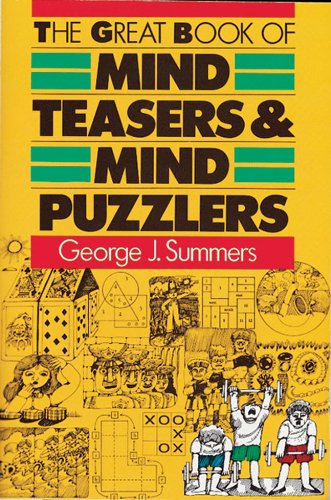 THE GREAT BOOK OF
MIND
TEASERS &
MIND
PUZZLERS
George J. Summers